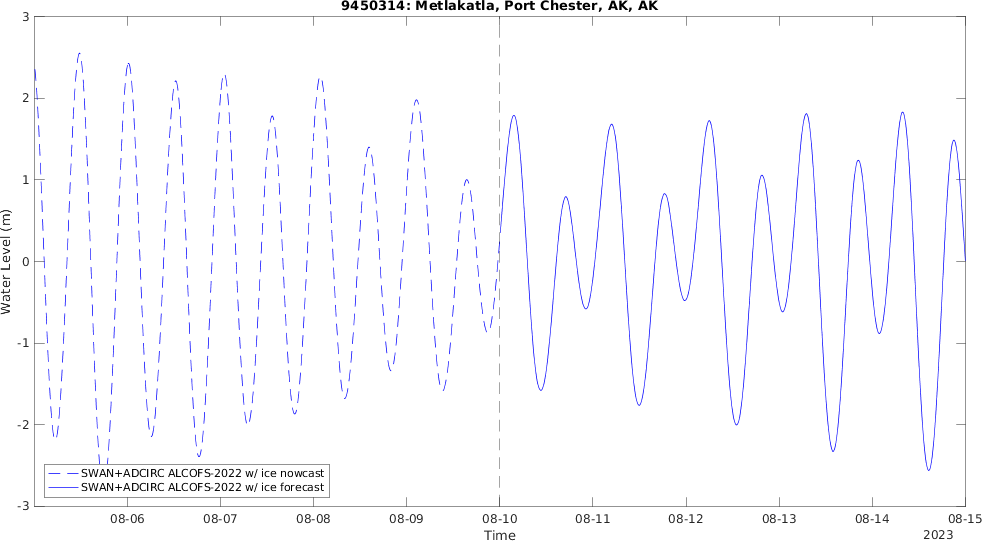 9450314: Metlakatla, Port Chester, AK, AK
3
2
1
0
-1
-2
-3
Water Level (m)
SWAN+ADCIRC ALCOFS-2022 w/ ice nowcast
SWAN+ADCIRC ALCOFS-2022 w/ ice forecast
08-06 08-07 08-08 08-09 08-10 08-11 08-12 08-13 08-14 08-15
Time
2023